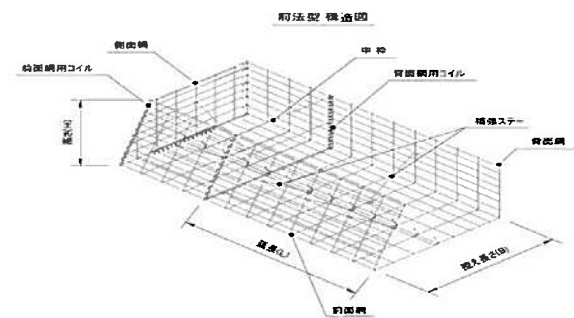 前法型 構造図
側面網
中枠
前面網用コイル
背面網用コイル
高さ(H)
補強ステー
背面網
延長(L)
控え長さ(B)
前面網